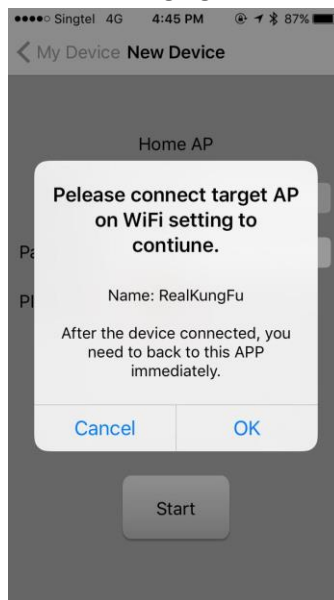 Singtel 4G 4:45 PM 87%
My Device New Device
Home AP
Pelease connect target AP
on WiFi setting to
contiune.
Pa
Name: RealKungFu
Pl
After the device connected, you
need to back to this APP
immediately.
Cancel OK
Start